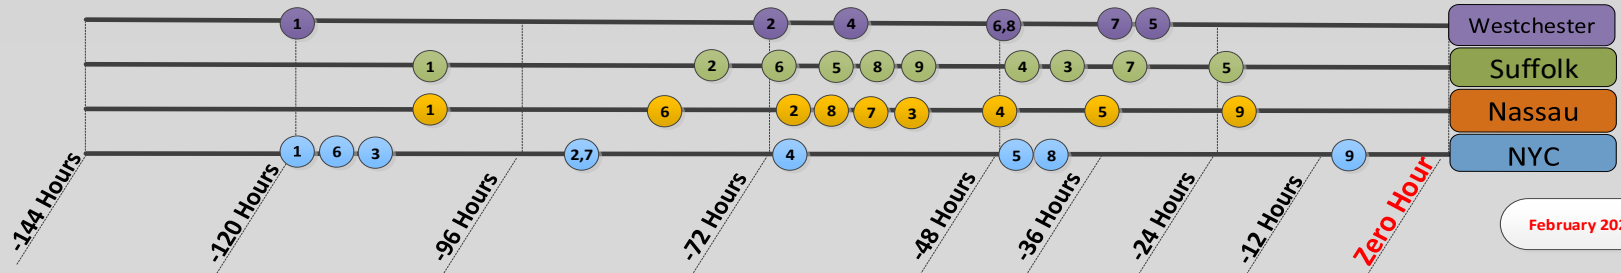 1 2 4 6,8 7 5 Westchester
1 2 6 5 8 9 4 3 7 5 Suffolk
1 6 2 8 7 3 4 5 9 Nassau
1 6 3 2,7 4 5 8 9 NYC
-144 Hours
-120 Hours
-96 Hours
-72 Hours
-48 Hours
-36 Hours
-24 Hours
-12 Hours
Zero Hour
February 202